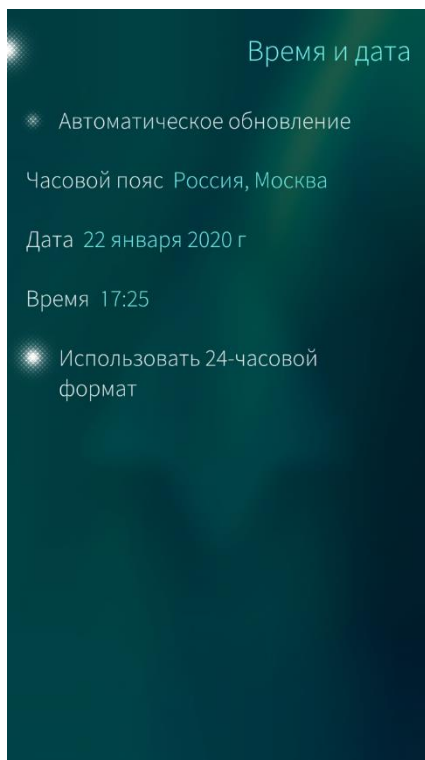 Время и дата
Автоматическое обновление
Часовой пояс Россия, Москва
Дата 22 января 2020 г
Время 17:25
Использовать 24-часовой
формат